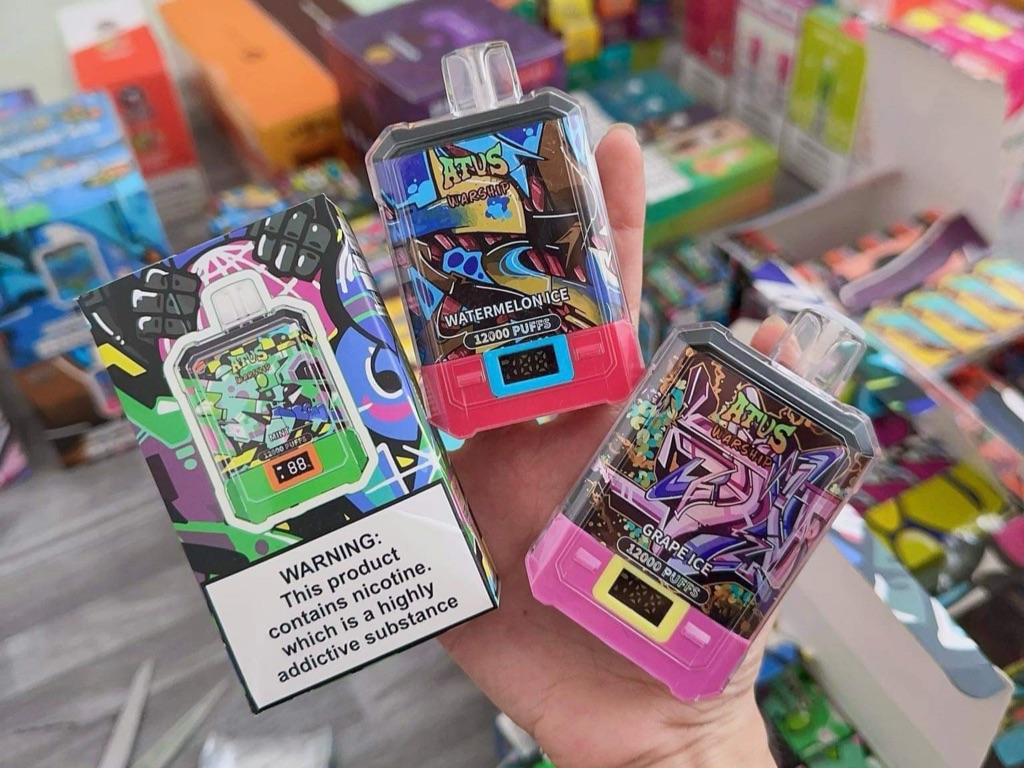 ATUS
WARSHIP
WATERMELON ICE
12000 PUFFS
ATUS
WARSHIP
MINT
12000 PUFFS
88
WARNING:
This product
contains nicotine.
which is a highly
addictive substance
ATUS
WARSHIP
GRAPE ICE
12000 PUFFS